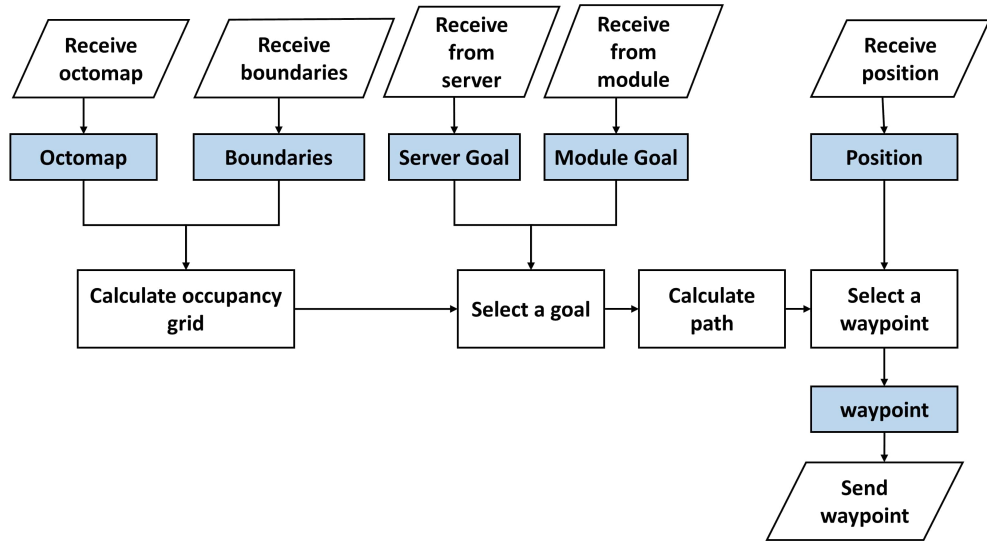 Receive
octomap
Receive
boundaries
Receive
from
server
Receive
from
module
Receive
position
Octomap
Boundaries
Server Goal
Module Goal
Position
Calculate occupancy
grid
Select a goal
Calculate
path
Select a
waypoint
waypoint
Send
waypoint